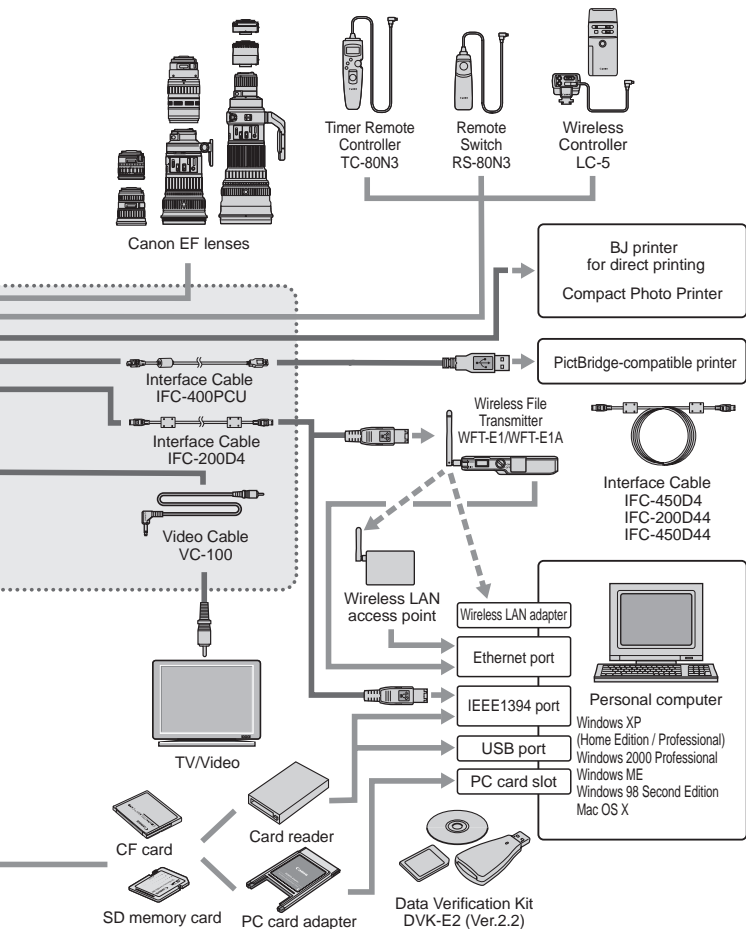 Timer Remote
Controller
TC-80N3
Remote
Switch
RS-80N3
Wireless
Controller
LC-5
Canon EF lenses
BJ printer
for direct printing
Compact Photo Printer
Interface Cable
IFC-400PCU
PictBridge-compatible printer
Interface Cable
IFC-200D4
Wireless File
Transmitter
WFT-E1/WFT-E1A
Interface Cable
IFC-450D4
IFC-200D44
IFC-450D44
Video Cable
VC-100
Wireless LAN
access point
Wireless LAN adapter
Ethernet port
IEEE1394 port
USB port
PC card slot
Personal computer
Windows XP
(Home Edition / Professional)
Windows 2000 Professional
Windows ME
Windows 98 Second Edition
Mac OS X
TV/Video
CF card
Card reader
SD memory card
PC card adapter
Data Verification Kit
DVK-E2 (Ver.2.2)